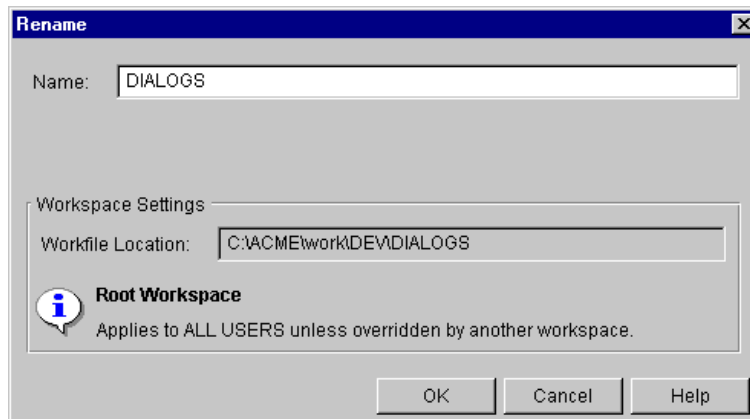 Rename
Name: DIALOGS
Workspace Settings
Workfile Location: C:\ACME\work\DEV\DIALOGS
Root Workspace
Applies to ALL USERS unless overridden by another workspace.
OK Cancel Help